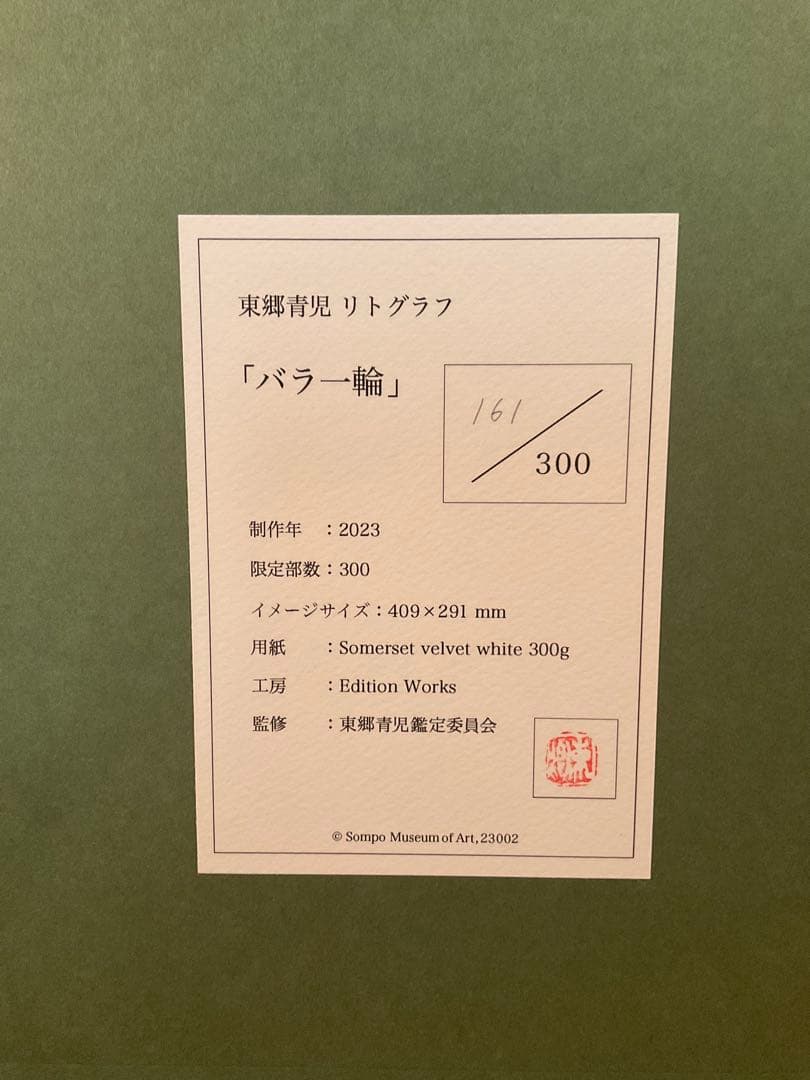 東郷青児 リトグラフ
「バラ一輪」
161
300
制作年 ：2023
限定部数：300
イメージサイズ：409×291 mm
用紙 ：Somerset velvet white 300g
工房 ：Edition Works
監修 ：東郷青児鑑定委員会
© Sompo Museum of Art, 23002